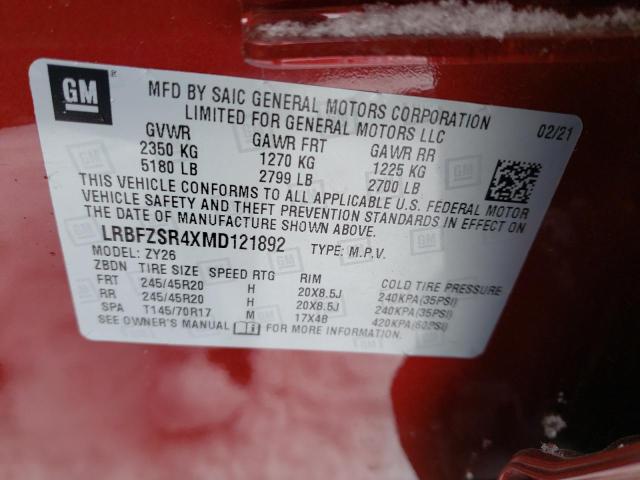 GM
MFD BY SAIC GENERAL MOTORS CORPORATION
LIMITED FOR GENERAL MOTORS LLC 02/21
GVWR GAWR FRT GAWR RR
2350 KG 1270 KG 1225 KG
5180 LB 2799 LB 2700 LB
THIS VEHICLE CONFORMS TO ALL APPLICABLE U.S. FEDERAL MOTOR
VEHICLE SAFETY AND THEFT PREVENTION STANDARDS IN EFFECT ON
THE DATE OF MANUFACTURE SHOWN ABOVE.
LRBFZSR4XMD121892 TYPE: M.P.V.
MODEL: ZY26
ZBDN TIRE SIZE SPEED RTG RIM COLD TIRE PRESSURE
FRT 245/45R20 H 20X8.5J 240KPA(35PSI)
RR 245/45R20 H 20X8.5J 240KPA(35PSI)
SPA T145/70R17 M 17X4B 420KPA(60PSI)
SEE OWNER'S MANUAL FOR MORE INFORMATION.